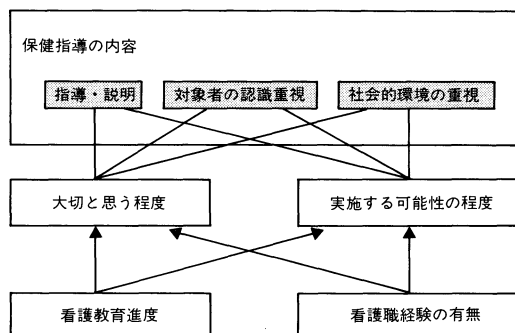 保健指導の内容
指導・説明
対象者の認識重視
社会的環境の重視
大切と思う程度
実施する可能性の程度
看護教育進度
看護職経験の有無